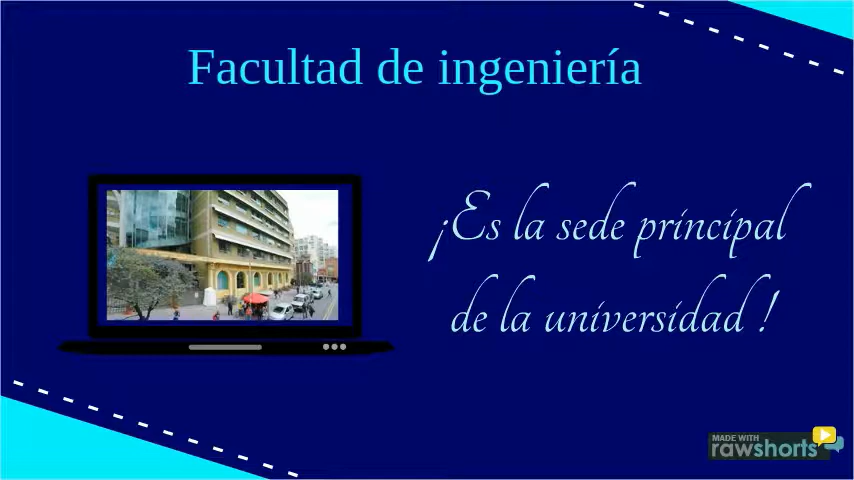 Facultad de ingeniería
¡Es la sede principal
de la universidad !
MADE WITH
rawshorts